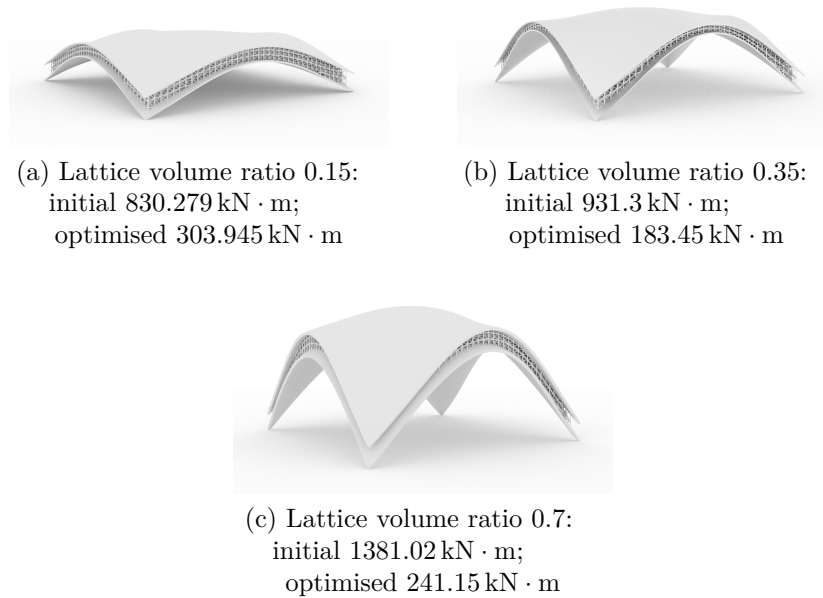 (a) Lattice volume ratio 0.15:
initial 830.279 kN · m;
optimised 303.945 kN · m
(b) Lattice volume ratio 0.35:
initial 931.3 kN · m;
optimised 183.45 kN · m
(c) Lattice volume ratio 0.7:
initial 1381.02 kN · m;
optimised 241.15 kN · m